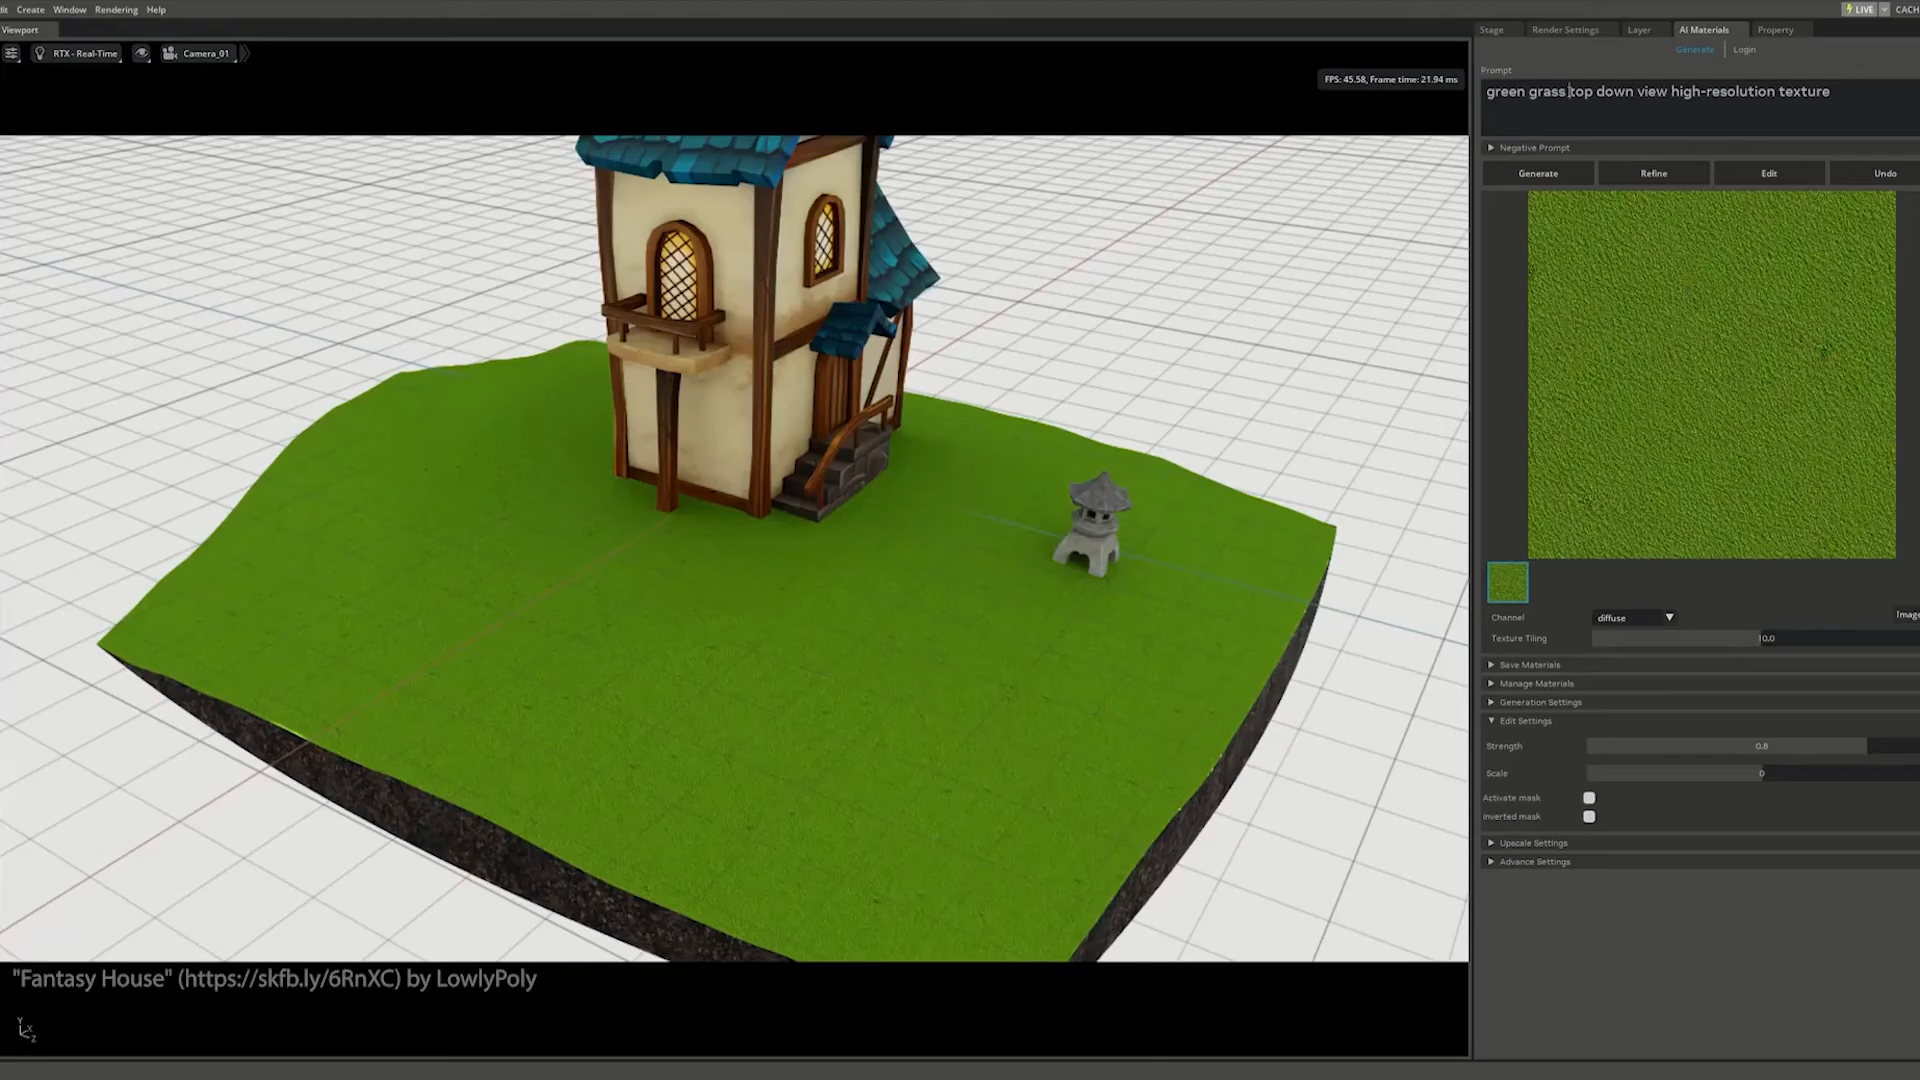 dit Create Window Rendering Help
LIVE CACH
Viewport
Stage Render Settings Layer AI Materials Property
RTX - Real-Time Camera_01
Generate Login
FPS: 45.58, Frame time: 21.94 ms
Prompt
green grass top down view high-resolution texture
Negative Prompt
Generate Refine Edit Undo
Channel diffuse Image
Texture Tiling 10.0
Save Materials
Manage Materials
Generation Settings
Edit Settings
Strength 0.8
Scale 0
Activate mask
Inverted mask
Upscale Settings
Advance Settings
"Fantasy House" (https://skfb.ly/6RnXC) by LowlyPoly
Y
X
Z